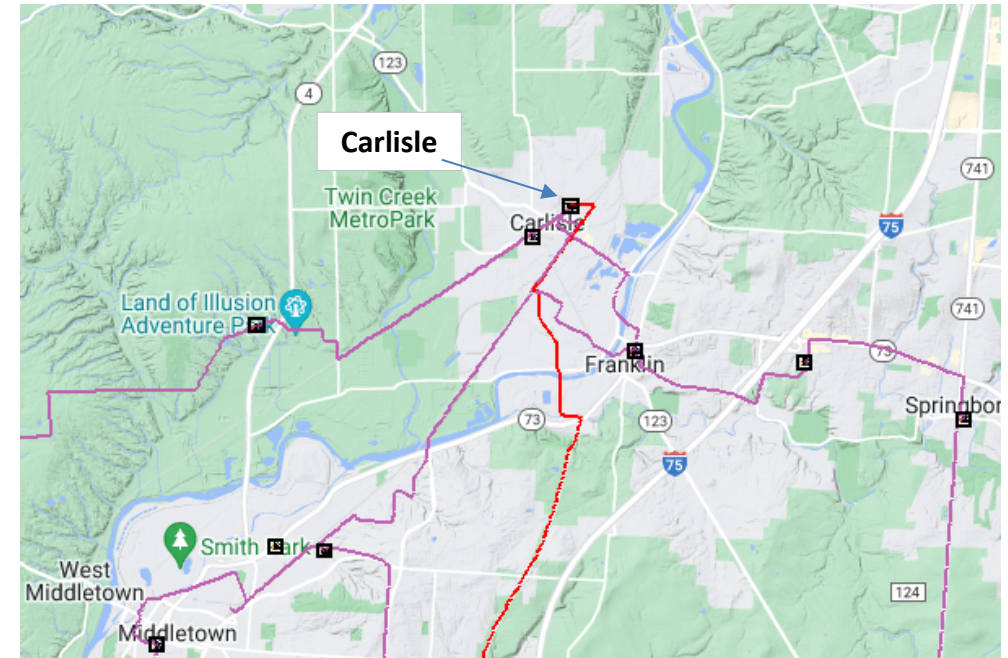 123
4
Carlisle
741
Twin Creek
MetroPark
Carlisle
75
Land of Illusion
Adventure Park
741
73
Franklin
Springbor
73
123
75
Smith Park
West
Middletown
124
Middletown